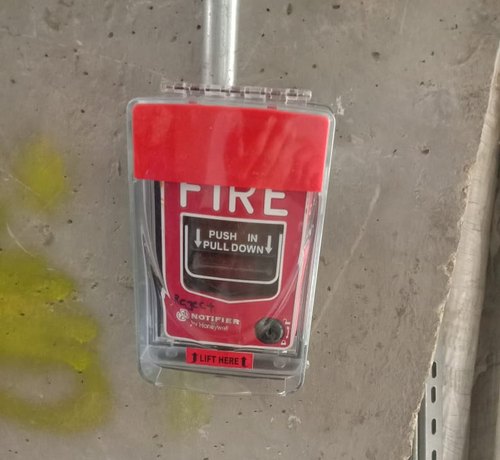 FIRE
PUSH IN
PULL DOWN
NOTIFIER
by Honeywell
LIFT HERE